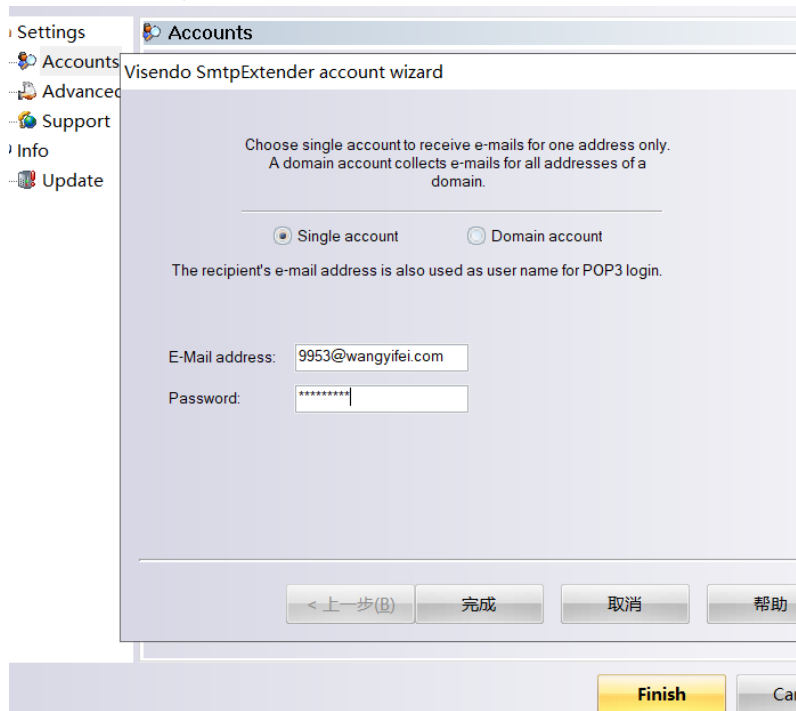 Settings
Accounts
Advanced
Support
Info
Update
Accounts
Visendo SmtpExtender account wizard
Choose single account to receive e-mails for one address only.
A domain account collects e-mails for all addresses of a
domain.
Single account
Domain account
The recipient's e-mail address is also used as user name for POP3 login.
E-Mail address:
9953@wangyifei.com
Password:
*********
< 上一步(B)
完成
取消
帮助
Finish